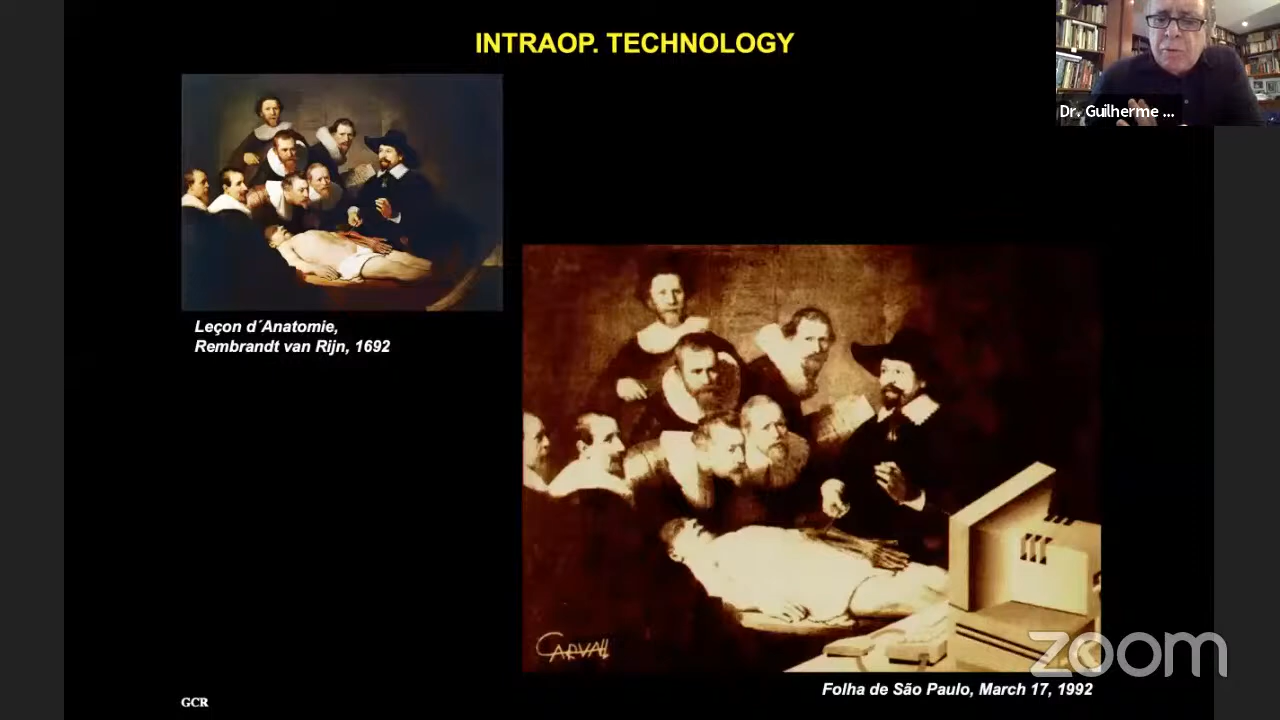 INTRAOP. TECHNOLOGY
Dr. Guilherme ...
Leçon d´Anatomie,
Rembrandt van Rijn, 1692
CARVALL
zoom
Folha de São Paulo, March 17, 1992
GCR